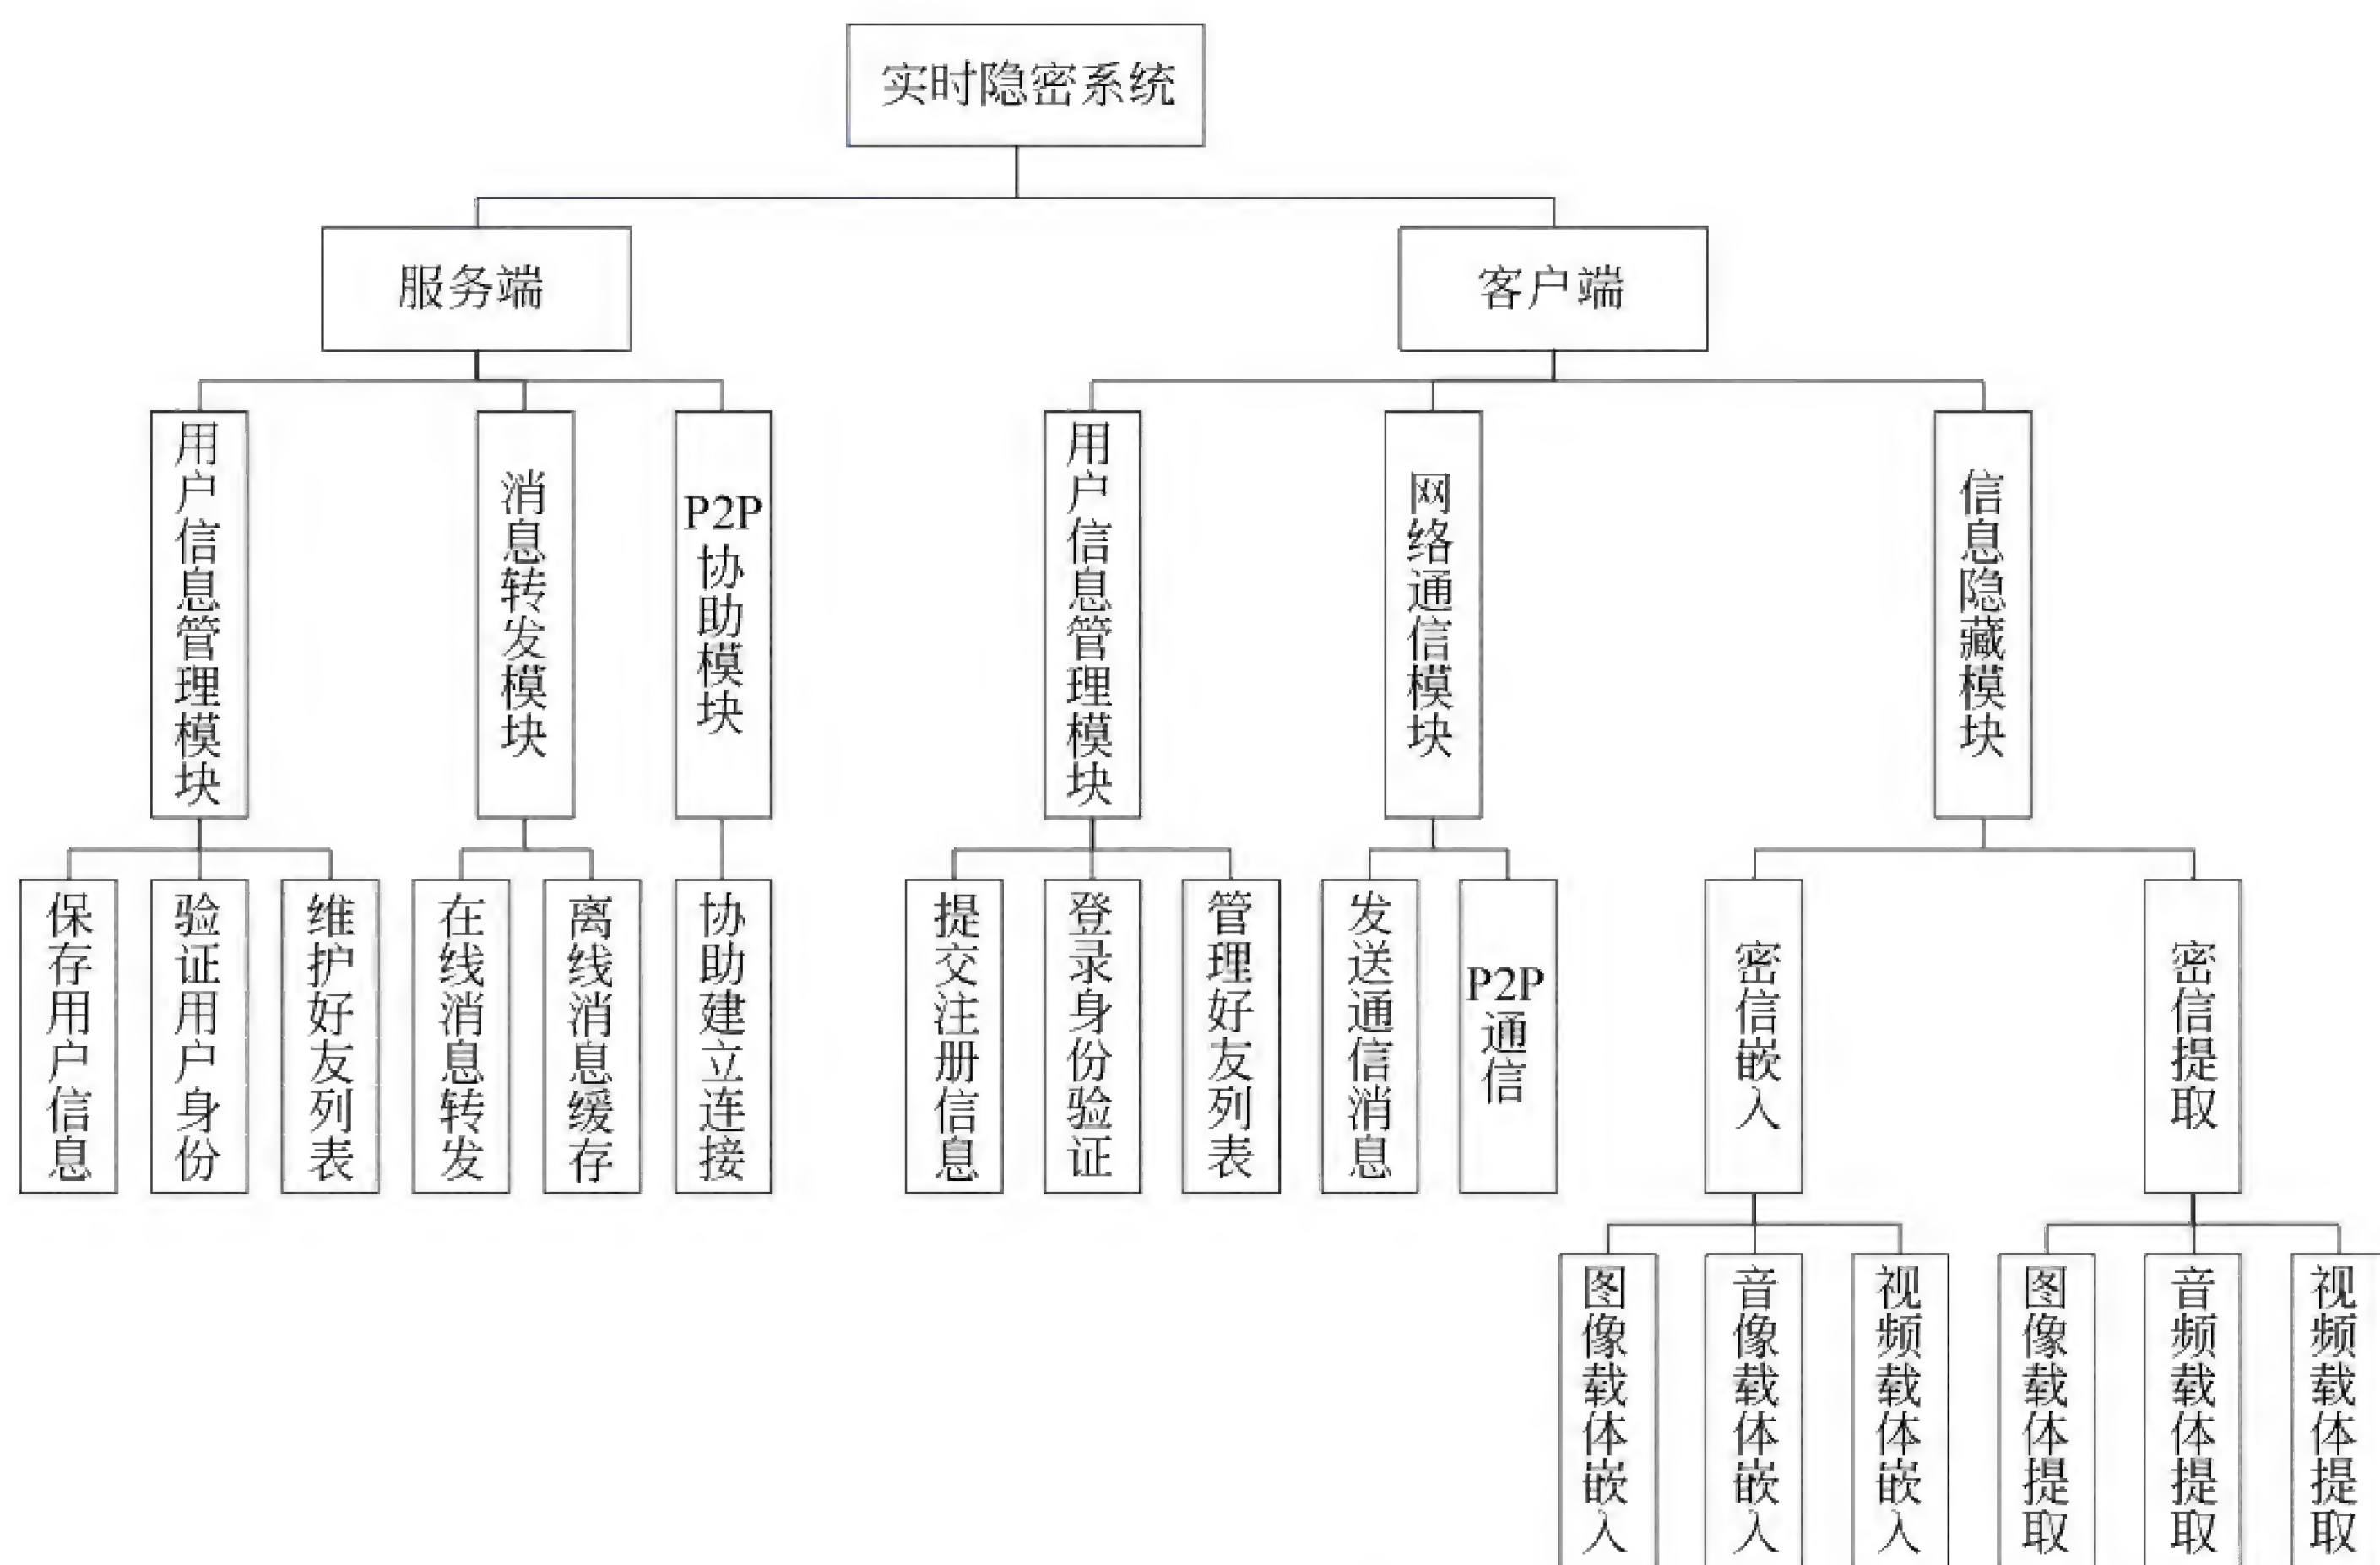 实时隐密系统
服务端
客户端
用户信息管理模块
消息转发模块
P2P协助模块
用户信息管理模块
网络通信模块
信息隐藏模块
保存用户信息
验证用户身份
维护好友列表
在线消息转发
离线消息缓存
协助建立连接
提交注册信息
登录身份验证
管理好友列表
发送通信消息
P2P通信
密信嵌入
密信提取
图像载体嵌入
音像载体嵌入
视频载体嵌入
图像载体提取
音频载体提取
视频载体提取